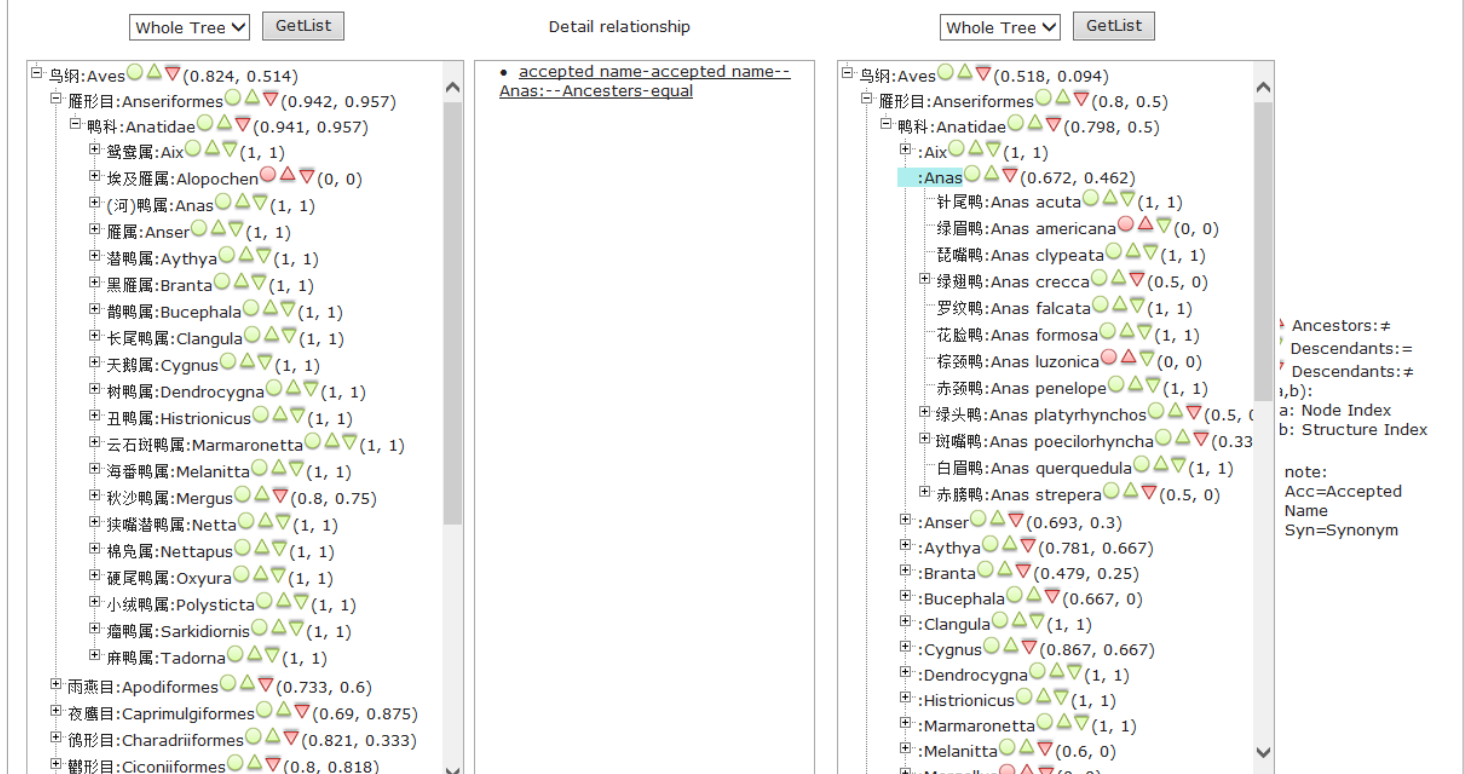 Whole Tree GetList
Detail relationship
Whole Tree GetList
鸟纲:Aves(0.824, 0.514)
雁形目:Anseriformes(0.942, 0.957)
鸭科:Anatidae(0.941, 0.957)
鸳鸯属:Aix(1, 1)
埃及雁属:Alopochen(0, 0)
(河)鸭属:Anas(1, 1)
雁属:Anser(1, 1)
潜鸭属:Aythya(1, 1)
黑雁属:Branta(1, 1)
鹊鸭属:Bucephala(1, 1)
长尾鸭属:Clangula(1, 1)
天鹅属:Cygnus(1, 1)
树鸭属:Dendrocygna(1, 1)
丑鸭属:Histrionicus(1, 1)
云石斑鸭属:Marmaronetta(1, 1)
海番鸭属:Melanitta(1, 1)
秋沙鸭属:Mergus(0.8, 0.75)
狭嘴潜鸭属:Netta(1, 1)
棉凫属:Nettapus(1, 1)
硬尾鸭属:Oxyura(1, 1)
小绒鸭属:Polysticta(1, 1)
瘤鸭属:Sarkidiornis(1, 1)
麻鸭属:Tadorna(1, 1)
雨燕目:Apodiformes(0.733, 0.6)
夜鹰目:Caprimulgiformes(0.69, 0.875)
鸻形目:Charadriiformes(0.821, 0.333)
鹳形目:Ciconiiformes(0.8, 0.818)
• accepted name-accepted name--
Anas:--Ancesters-equal
鸟纲:Aves(0.518, 0.094)
雁形目:Anseriformes(0.8, 0.5)
鸭科:Anatidae(0.798, 0.5)
:Aix(1, 1)
:Anas(0.672, 0.462)
针尾鸭:Anas acuta(1, 1)
绿眉鸭:Anas americana(0, 0)
琵嘴鸭:Anas clypeata(1, 1)
绿翅鸭:Anas crecca(0.5, 0)
罗纹鸭:Anas falcata(1, 1)
花脸鸭:Anas formosa(1, 1)
棕颈鸭:Anas luzonica(0, 0)
赤颈鸭:Anas penelope(1, 1)
绿头鸭:Anas platyrhynchos(0.5,
斑嘴鸭:Anas poecilorhyncha(0.33
白眉鸭:Anas querquedula(1, 1)
赤膀鸭:Anas strepera(0.5, 0)
:Anser(0.693, 0.3)
:Aythya(0.781, 0.667)
:Branta(0.479, 0.25)
:Bucephala(0.667, 0)
:Clangula(1, 1)
:Cygnus(0.867, 0.667)
:Dendrocygna(1, 1)
:Histrionicus(1, 1)
:Marmaronetta(1, 1)
:Melanitta(0.6, 0)
Ancestors:≠
Descendants:=
Descendants:≠
,b):
a: Node Index
b: Structure Index
note:
Acc=Accepted
Name
Syn=Synonym